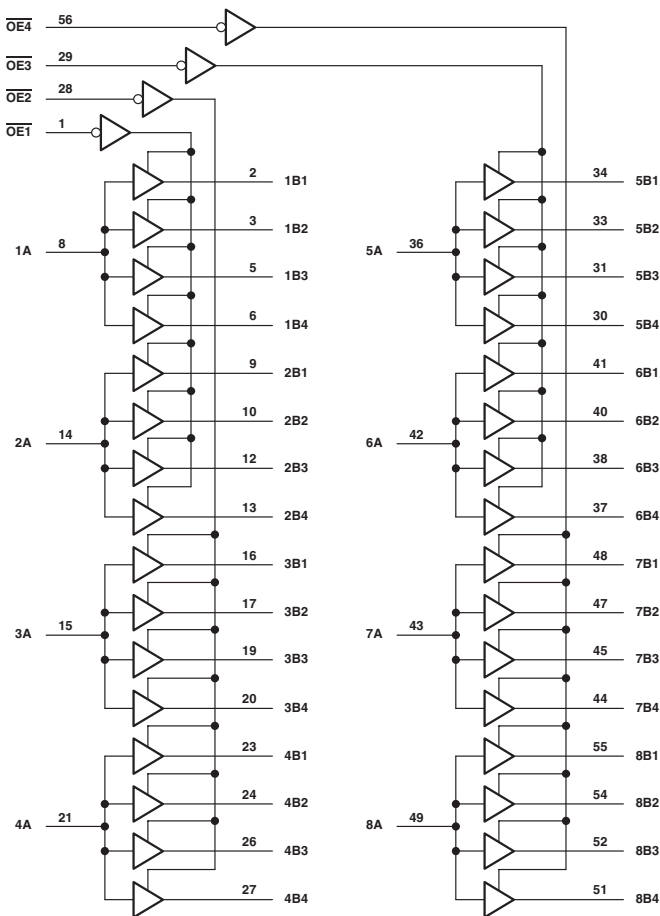 OE4 56
OE3 29
OE2 28
OE1 1
2 1B1
3 1B2
1A 8
5 1B3
6 1B4
9 2B1
10 2B2
2A 14
12 2B3
13 2B4
16 3B1
17 3B2
3A 15
19 3B3
20 3B4
23 4B1
24 4B2
4A 21
26 4B3
27 4B4
34 5B1
33 5B2
5A 36
31 5B3
30 5B4
41 6B1
40 6B2
6A 42
38 6B3
37 6B4
48 7B1
47 7B2
7A 43
45 7B3
44 7B4
55 8B1
54 8B2
8A 49
52 8B3
51 8B4